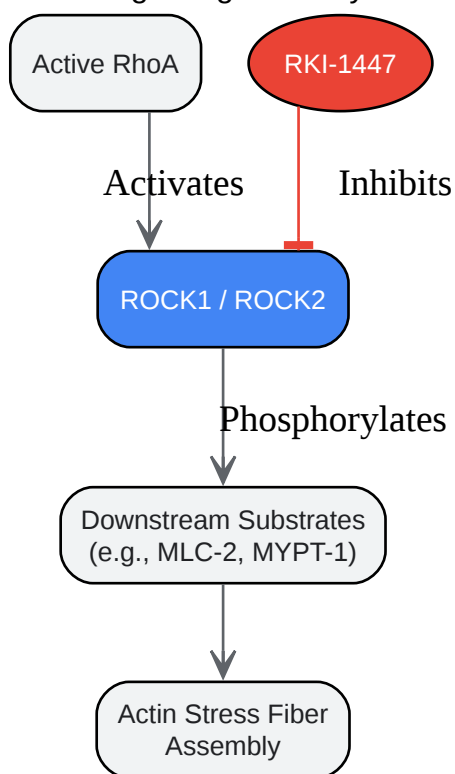 Active RhoA
RKI-1447
Activates
Inhibits
ROCK1 / ROCK2
Phosphorylates
Downstream Substrates
(e.g., MLC-2, MYPT-1)
Actin Stress Fiber
Assembly